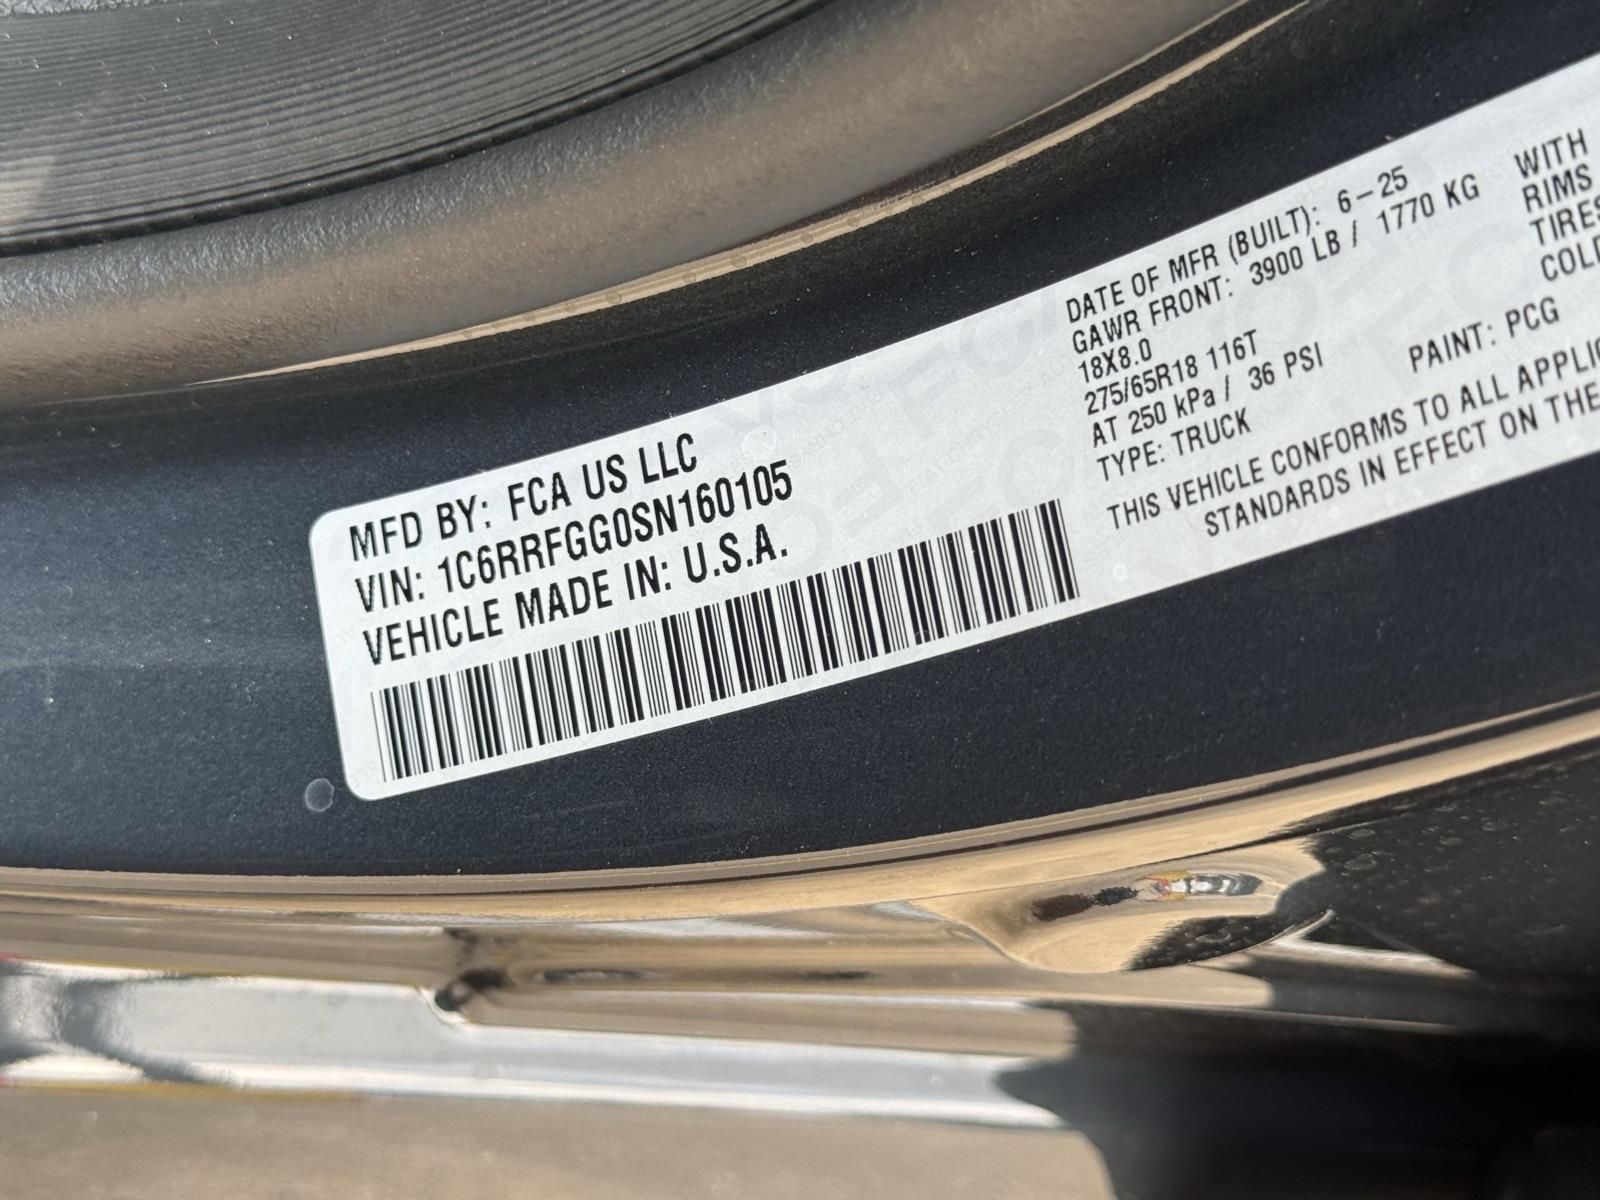 MFD BY: FCA US LLC
VIN: 1C6RRFGG0SN160105
VEHICLE MADE IN: U.S.A.
DATE OF MFR (BUILT): 6-25
GAWR FRONT: 3900 LB / 1770 KG WITH
18X8.0 RIMS
275/65R18 116T TIRES
AT 250 kPa / 36 PSI COLD
TYPE: TRUCK PAINT: PCG
THIS VEHICLE CONFORMS TO ALL APPLIC
STANDARDS IN EFFECT ON THE